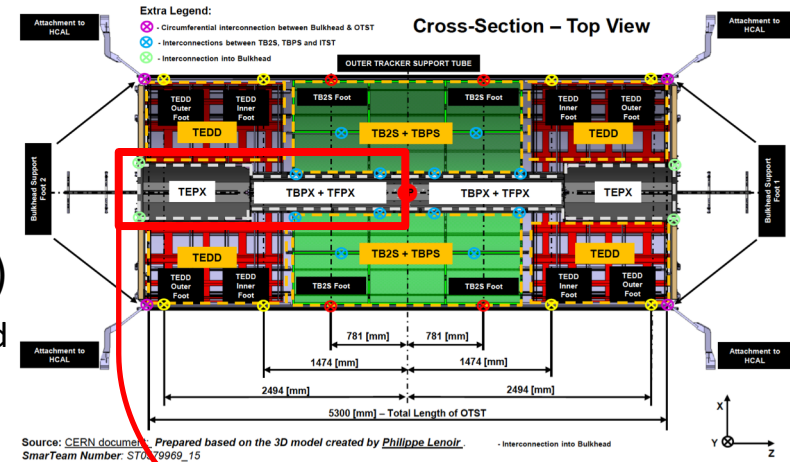 Extra Legend:
- Circumferential interconnection between Bulkhead & OTST
- Interconnections between TB2S, TBPS and ITST
- Interconnection into Bulkhead
Cross-Section – Top View
Attachment to
HCAL
Attachment to
HCAL
OUTER TRACKER SUPPORT TUBE
TEDD
Outer
Foot
TEDD
Inner
Foot
TB2S Foot
TB2S Foot
TEDD
Inner
Foot
TEDD
Outer
Foot
TEDD
TB2S + TBPS
TEDD
Bulkhead Support
Foot 2
TEPX
TBPX + TFPX
TBPX + TFPX
TEPX
Bulkhead Support
Foot 1
TEDD
TB2S + TBPS
TEDD
TEDD
Outer
Foot
TEDD
Inner
Foot
TB2S Foot
TB2S Foot
TEDD
Inner
Foot
TEDD
Outer
Foot
)
d
781 [mm]
781 [mm]
Attachment to
HCAL
Attachment to
HCAL
1474 [mm]
1474 [mm]
2494 [mm]
2494 [mm]
5300 [mm] – Total Length of OTST
X
Y
Z
Source: CERN document: Prepared based on the 3D model created by Philippe Lenoir.
- Interconnection into Bulkhead
SmarTeam Number: ST0379969_15